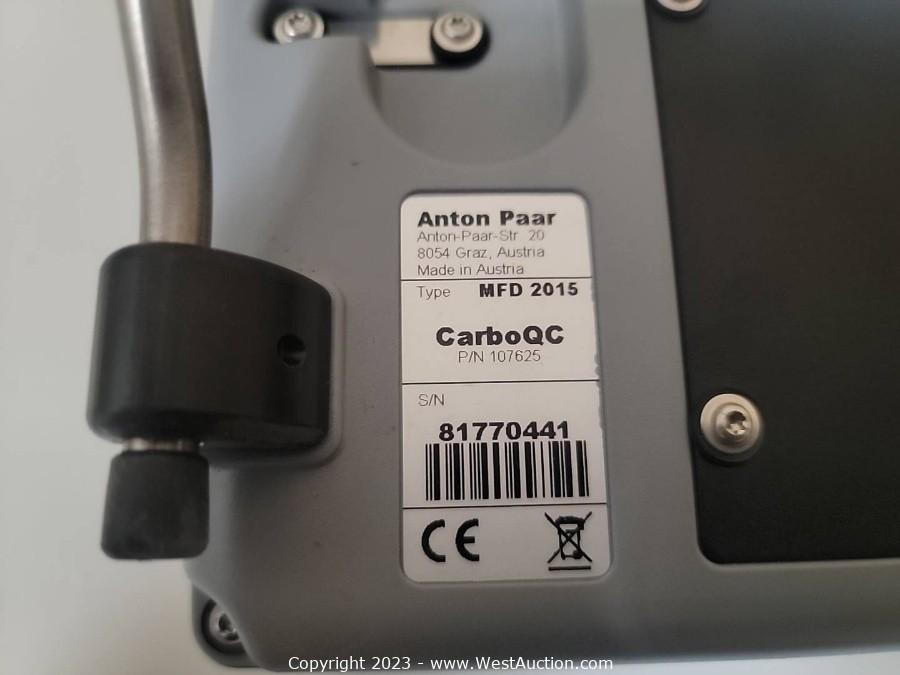 Anton Paar
Anton-Paar-Str. 20
8054 Graz, Austria
Made in Austria
Type MFD 2015
CarboQC
P/N 107625
S/N
81770441
CE
Copyright 2023 - www.WestAuction.com